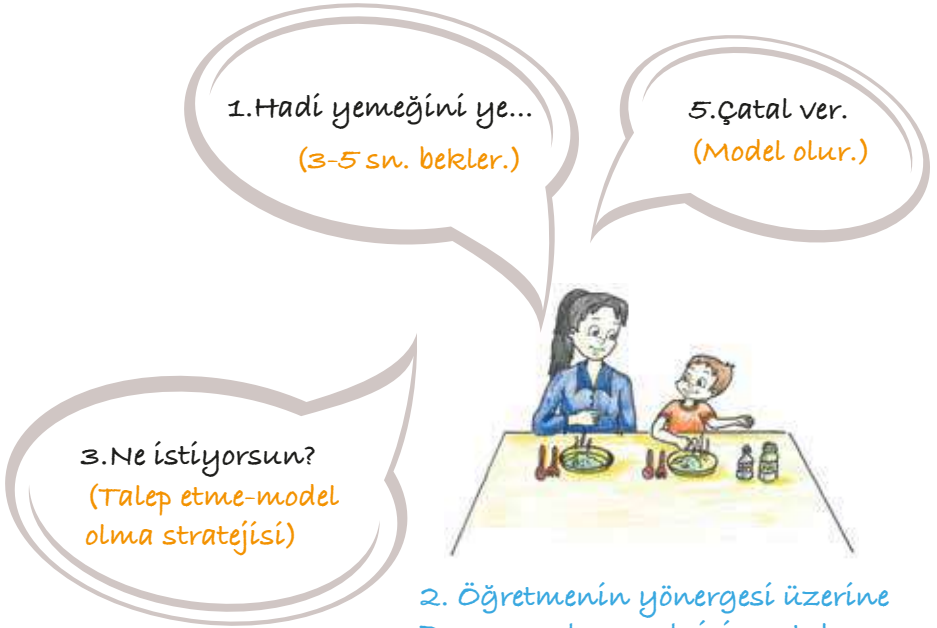 1.Hadi yemeğini ye...
(3-5 sn. bekler.)
5.Çatal ver.
(Model olur.)
3.Ne istiyorsun?
(Talep etme-model
olma stratejisi)
2. Öğretmenin yönergesi üzerine